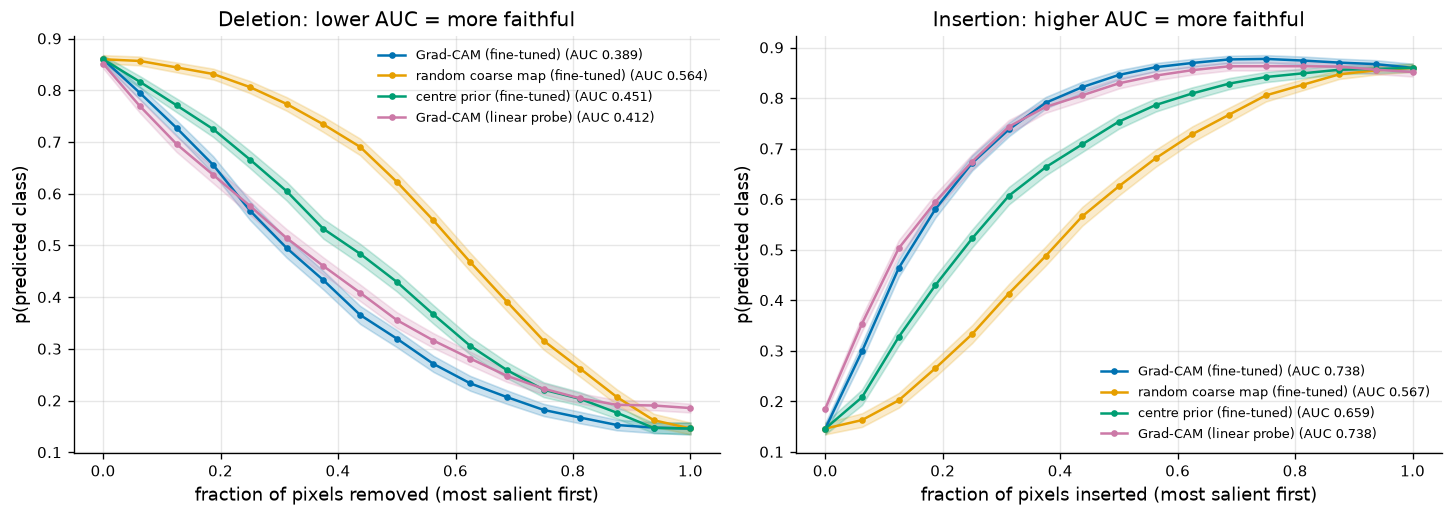 Deletion: lower AUC = more faithful
0.9
0.8
0.7
0.6
0.5
0.4
0.3
0.2
0.1
p(predicted class)
0.0 0.2 0.4 0.6 0.8 1.0
fraction of pixels removed (most salient first)
Grad-CAM (fine-tuned) (AUC 0.389)
random coarse map (fine-tuned) (AUC 0.564)
centre prior (fine-tuned) (AUC 0.451)
Grad-CAM (linear probe) (AUC 0.412)
Insertion: higher AUC = more faithful
0.9
0.8
0.7
0.6
0.5
0.4
0.3
0.2
0.1
p(predicted class)
0.0 0.2 0.4 0.6 0.8 1.0
fraction of pixels inserted (most salient first)
Grad-CAM (fine-tuned) (AUC 0.738)
random coarse map (fine-tuned) (AUC 0.567)
centre prior (fine-tuned) (AUC 0.659)
Grad-CAM (linear probe) (AUC 0.738)